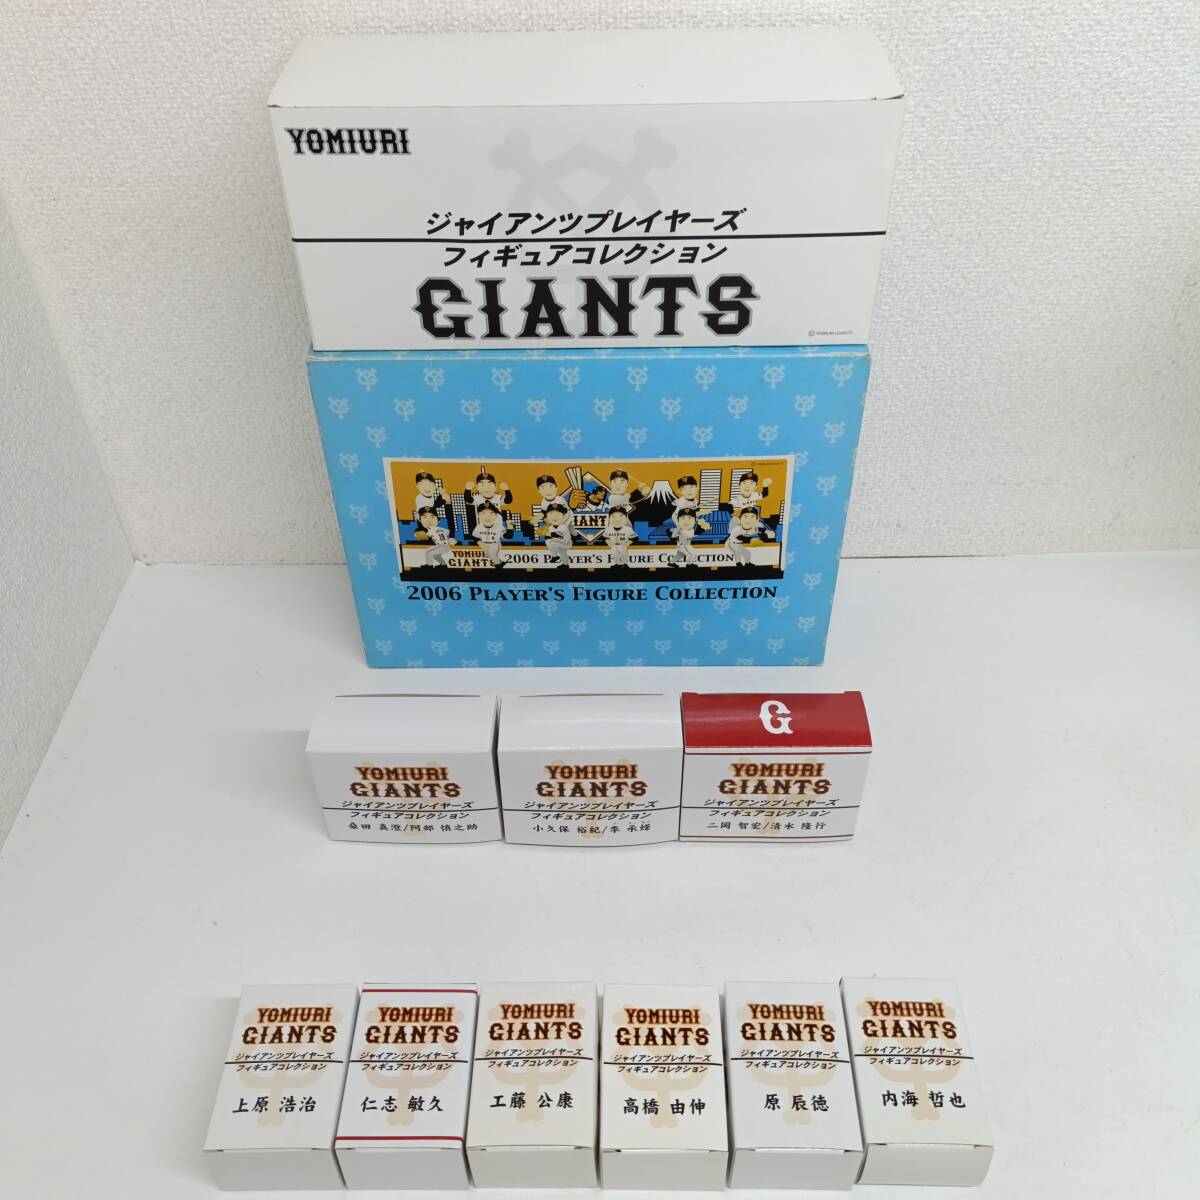 YOMIURI
ジャイアンツプレイヤーズ
フィギュアコレクション
GIANTS
©YOMIURI GIANTS
GIANTS
YOMIURI
GIANTS
2006 PLAYER'S FIGURE COLLECTION
2006 PLAYER'S FIGURE COLLECTION
YOMIURI
GIANTS
ジャイアンツプレイヤーズ
フィギュアコレクション
桑田 真澄/阿部 慎之助
YOMIURI
GIANTS
ジャイアンツプレイヤーズ
フィギュアコレクション
小久保 裕紀/李 承燁
G
YOMIURI
GIANTS
ジャイアンツプレイヤーズ
フィギュアコレクション
二岡 智宏/清水 隆行
YOMIURI
GIANTS
ジャイアンツプレイヤーズ
フィギュアコレクション
上原 浩治
YOMIURI
GIANTS
ジャイアンツプレイヤーズ
フィギュアコレクション
仁志 敏久
YOMIURI
GIANTS
ジャイアンツプレイヤーズ
フィギュアコレクション
工藤 公康
YOMIURI
GIANTS
ジャイアンツプレイヤーズ
フィギュアコレクション
高橋 由伸
YOMIURI
GIANTS
ジャイアンツプレイヤーズ
フィギュアコレクション
原 辰徳
YOMIURI
GIANTS
ジャイアンツプレイヤーズ
フィギュアコレクション
内海 哲也